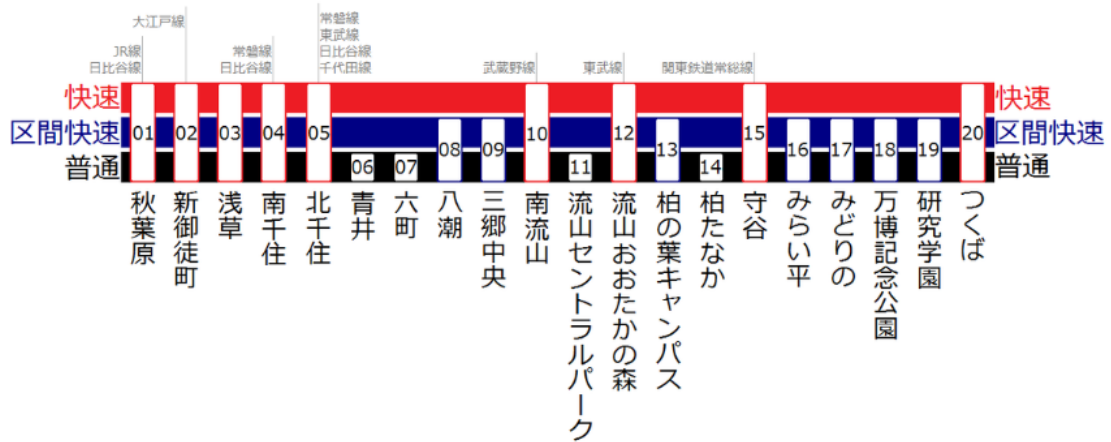 大江戸線
常磐線
東武線
日比谷線
千代田線
JR線
日比谷線
常磐線
日比谷線
武蔵野線
東武線
関東鉄道常総線
快速
快速
区間快速
区間快速
普通
普通
01
02
03
04
05
06
07
08
09
10
11
12
13
14
15
16
17
18
19
20
秋葉原
新御徒町
浅草
南千住
北千住
青井
六町
八潮
三郷中央
南流山
流山セントラルパーク
流山おおたかの森
柏の葉キャンパス
柏たなか
守谷
みらい平
みどりの
万博記念公園
研究学園
つくば